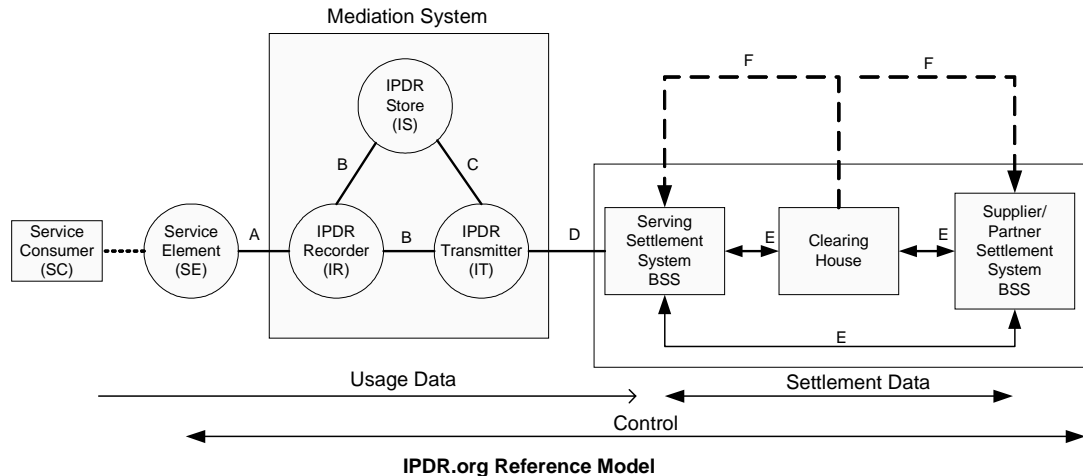 Mediation System
F
F
IPDR
Store
(IS)
B
C
Service
Consumer
(SC)
Service
Element
(SE)
A
IPDR
Recorder
(IR)
B
IPDR
Transmitter
(IT)
D
Serving
Settlement
System
BSS
E
Clearing
House
E
Supplier/
Partner
Settlement
System
BSS
E
Usage Data
Settlement Data
Control
IPDR.org Reference Model